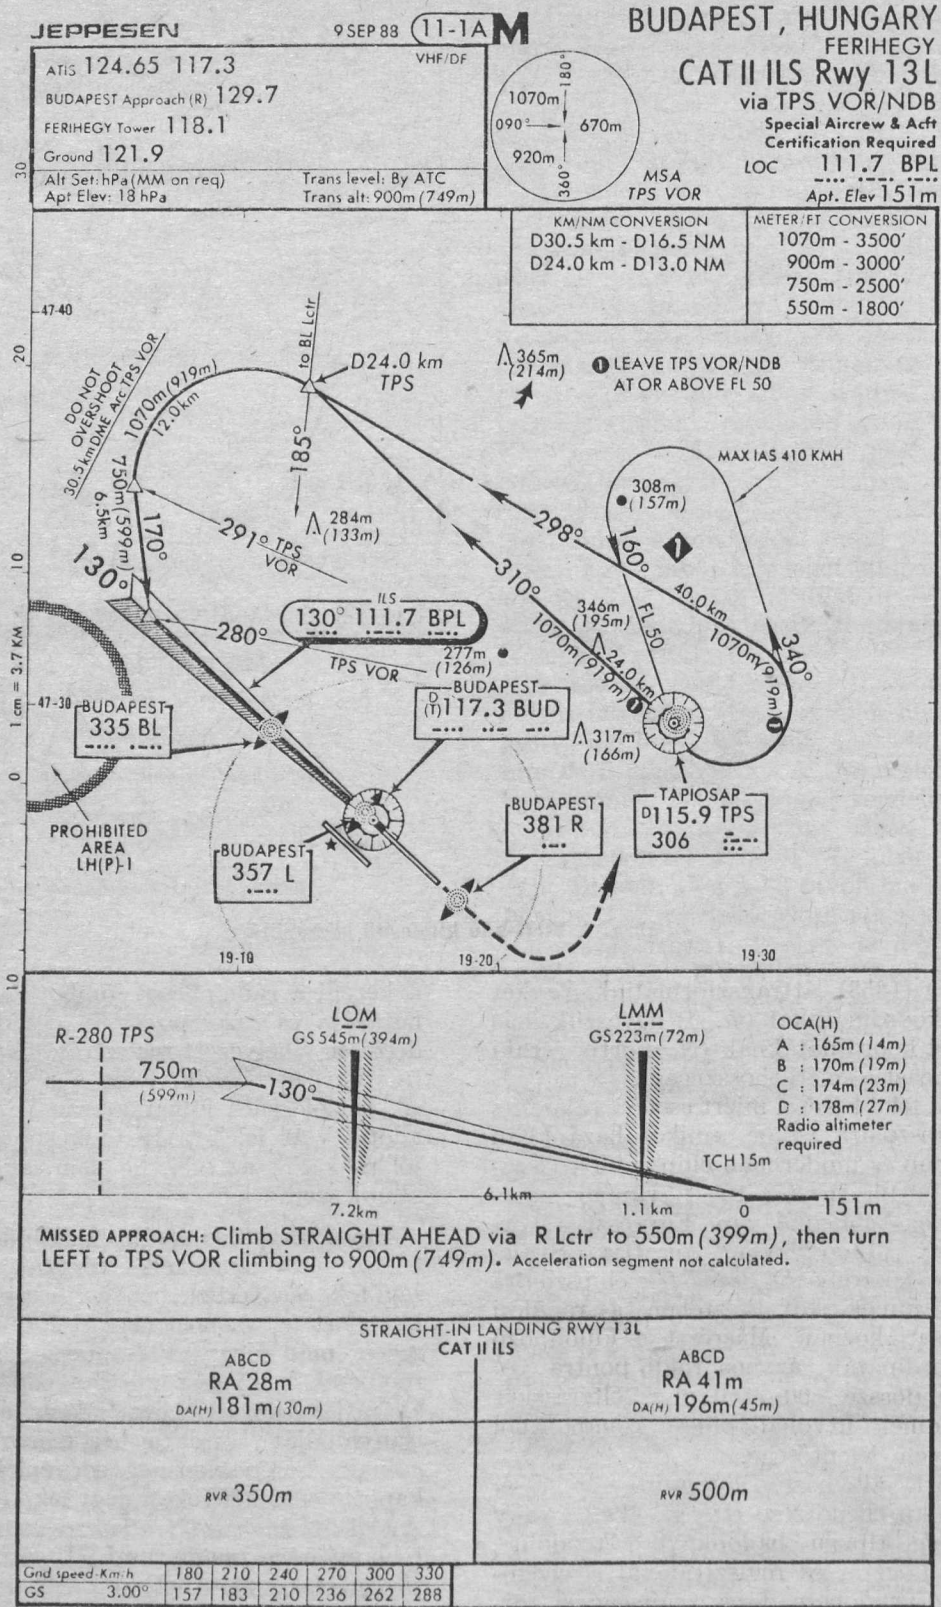 JEPPESEN
9 SEP 88
11-1A
M
BUDAPEST, HUNGARY
FERIHEGY
CAT II ILS Rwy 13L
via TPS VOR/NDB
Special Aircrew & Acft
Certification Required
LOC 111.7 BPL
Apt. Elev 151m
ATIS 124.65 117.3
VHF/DF
BUDAPEST Approach (R) 129.7
FERIHEGY Tower 118.1
Ground 121.9
Alt Set: hPa (MM on req)
Trans level: By ATC
Apt Elev: 18 hPa
Trans alt: 900m (749m)
180°
1070m
090°
670m
920m
360°
MSA
TPS VOR
KM/NM CONVERSION
D30.5 km - D16.5 NM
D24.0 km - D13.0 NM
METER/FT CONVERSION
1070m - 3500'
900m - 3000'
750m - 2500'
550m - 1800'
30
20
10
0
10
1 cm = 3.7 KM
47-40
47-30
to BL Lctr
D24.0 km
TPS
185°
365m
(214m)
1 LEAVE TPS VOR/NDB
AT OR ABOVE FL 50
DO NOT
OVERSHOOT
30.5 km DME Arc TPS VOR
1070m (919m)
12.0km
750m (599m)
6.5km
170°
291° TPS
VOR
284m
(133m)
MAX IAS 410 KMH
308m
(157m)
1
160°
298°
310°
40.0 km
1070m (919m) 1
340°
FL 50
346m
(195m)
24.0 km
1070m (919m) 1
130°
ILS
130° 111.7 BPL
280°
TPS VOR
277m
(126m)
BUDAPEST
335 BL
BUDAPEST
D
(T) 117.3 BUD
317m
(166m)
TAPIOSAP
D 115.9 TPS
306
BUDAPEST
381 R
BUDAPEST
357 L
PROHIBITED
AREA
LH(P)-1
19-10
19-20
19-30
R-280 TPS
750m
(599m)
130°
LOM
GS 545m (394m)
LMM
GS 223m (72m)
OCA(H)
A : 165m (14m)
B : 170m (19m)
C : 174m (23m)
D : 178m (27m)
Radio altimeter
required
TCH 15m
6.1km
7.2km
1.1 km
0
151m
MISSED APPROACH: Climb STRAIGHT AHEAD via R Lctr to 550m (399m), then turn
LEFT to TPS VOR climbing to 900m (749m). Acceleration segment not calculated.
STRAIGHT-IN LANDING RWY 13L
CAT II ILS
ABCD
RA 28m
DA(H) 181m (30m)
ABCD
RA 41m
DA(H) 196m (45m)
RVR 350m
RVR 500m
Gnd speed-Km/h 180 210 240 270 300 330
GS 3.00° 157 183 210 236 262 288